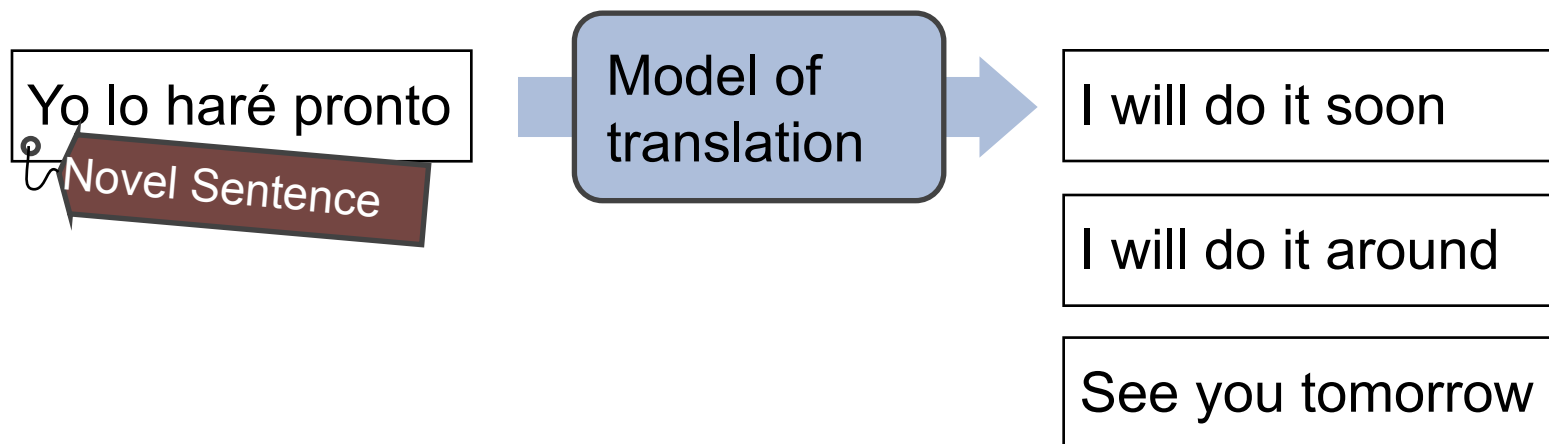 Yo lo haré pronto
Novel Sentence
Model of
translation
I will do it soon
I will do it around
See you tomorrow